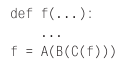 def f(...):
    ...
f = A(B(C(f)))